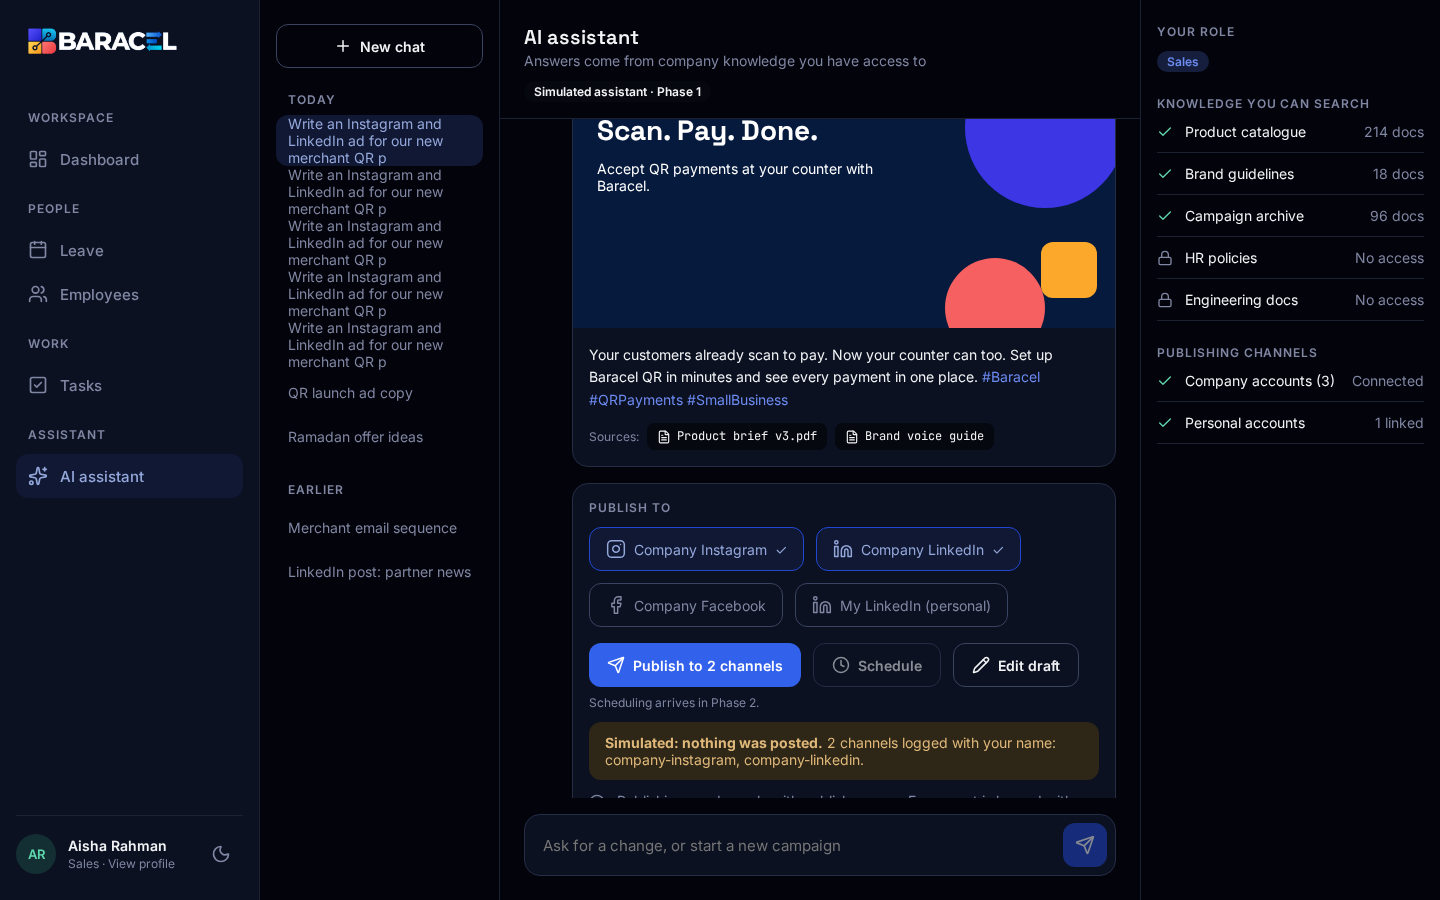 BARACEL
WORKSPACE
Dashboard
PEOPLE
Leave
Employees
WORK
Tasks
ASSISTANT
AI assistant
AR
Aisha Rahman
Sales · View profile
New chat
TODAY
Write an Instagram and
LinkedIn ad for our new
merchant QR p
Write an Instagram and
LinkedIn ad for our new
merchant QR p
Write an Instagram and
LinkedIn ad for our new
merchant QR p
Write an Instagram and
LinkedIn ad for our new
merchant QR p
Write an Instagram and
LinkedIn ad for our new
merchant QR p
QR launch ad copy
Ramadan offer ideas
EARLIER
Merchant email sequence
LinkedIn post: partner news
AI assistant
Answers come from company knowledge you have access to
Simulated assistant · Phase 1
Scan. Pay. Done.
Accept QR payments at your counter with
Baracel.
Your customers already scan to pay. Now your counter can too. Set up
Baracel QR in minutes and see every payment in one place. #Baracel
#QRPayments #SmallBusiness
Sources: Product brief v3.pdf Brand voice guide
PUBLISH TO
Company Instagram
Company LinkedIn
Company Facebook
My LinkedIn (personal)
Publish to 2 channels
Schedule
Edit draft
Scheduling arrives in Phase 2.
Simulated: nothing was posted. 2 channels logged with your name:
company-instagram, company-linkedin.
Ask for a change, or start a new campaign
YOUR ROLE
Sales
KNOWLEDGE YOU CAN SEARCH
Product catalogue 214 docs
Brand guidelines 18 docs
Campaign archive 96 docs
HR policies No access
Engineering docs No access
PUBLISHING CHANNELS
Company accounts (3) Connected
Personal accounts 1 linked